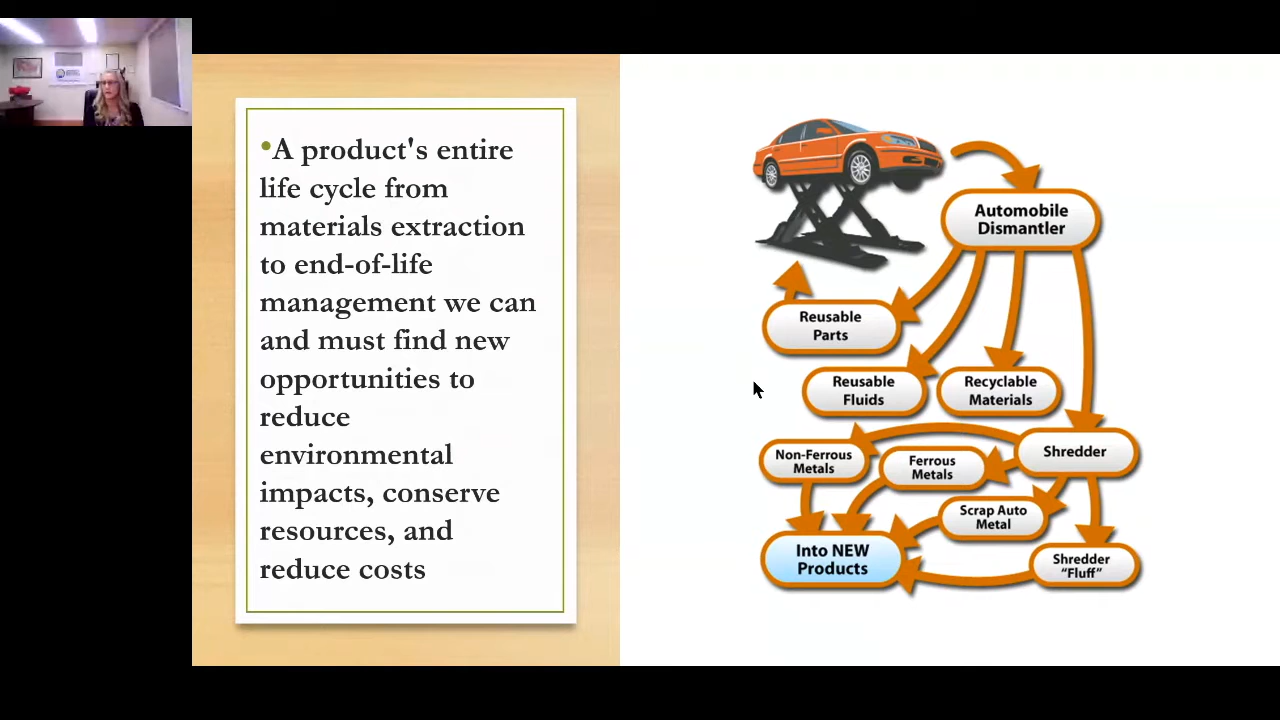 •A product's entire
life cycle from
materials extraction
to end-of-life
management we can
and must find new
opportunities to
reduce
environmental
impacts, conserve
resources, and
reduce costs
Automobile
Dismantler
Reusable
Parts
Reusable
Fluids
Recyclable
Materials
Shredder
Non-Ferrous
Metals
Ferrous
Metals
Scrap Auto
Metal
Into NEW
Products
Shredder
"Fluff"